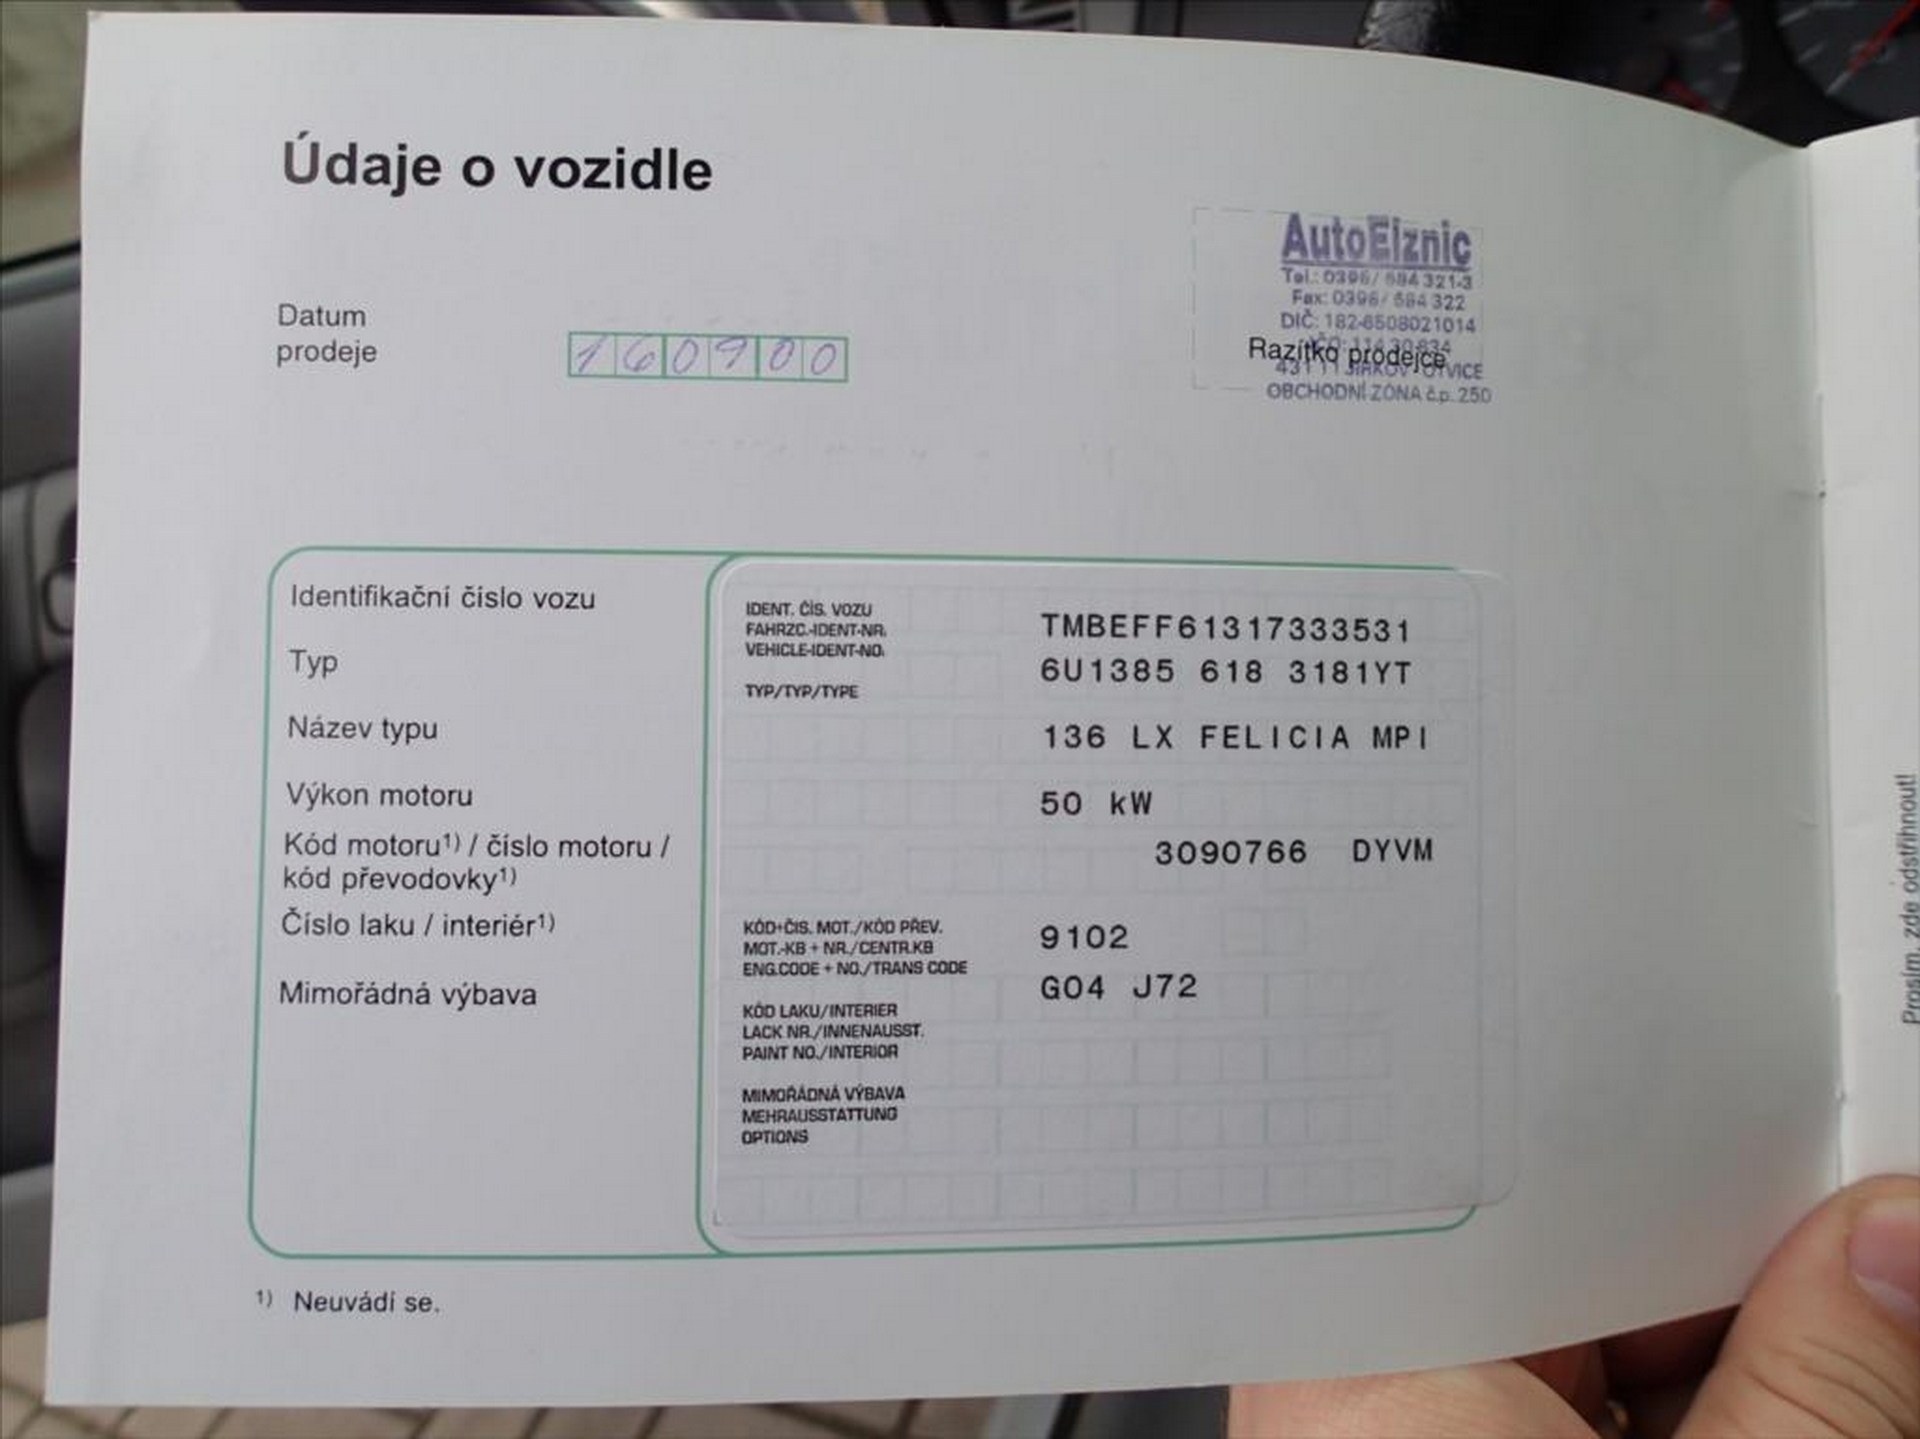 Údaje o vozidle
Datum
prodeje
160900
AutoElznic
Tel.: 0396/ 684 321-3
Fax: 0396/ 684 322
DIČ: 182-6508021014
Razítko prodejce
431 11 JIRKOV - OTVICE
OBCHODNÍ ZÓNA č.p. 250
Identifikační číslo vozu
Typ
Název typu
Výkon motoru
Kód motoru¹⁾ / číslo motoru /
kód převodovky¹⁾
Číslo laku / interiér¹⁾
Mimořádná výbava
IDENT. ČÍS. VOZU
FAHRZG.-IDENT-NR.
VEHICLE-IDENT-NO.
TYP/TYP/TYPE
TMBEFF61317333531
6U1385 618 3181YT
136 LX FELICIA MPI
50 kW
3090766 DYVM
KÓD+ČÍS. MOT./KÓD PŘEV.
MOT.-KB + NR./CENTR.KB
ENG.CODE + NO./TRANS CODE
9102
G04 J72
KÓD LAKU/INTERIER
LACK NR./INNENAUSST.
PAINT NO./INTERIOR
MIMOŘÁDNÁ VÝBAVA
MEHRAUSSTATTUNG
OPTIONS
¹⁾ Neuvádí se.
Prosím, zde odstřihnout!